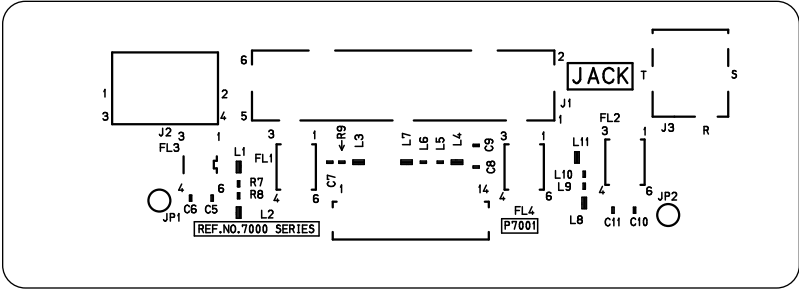 6
2
JACK
T
S
1
2
3
4
5
1
J1
J3
R
J2
3
1
FL3
L1
3
1
FL1
R9
L3
L7
L6
L5
L4
C9
C8
3
1
L11
FL2
3
1
4
6
R7
R8
C7
4
6
1
14
4
6
L10
L9
4
6
C6
C5
JP1
L2
FL4
L8
C11
C10
JP2
REF.NO.7000 SERIES
P7001